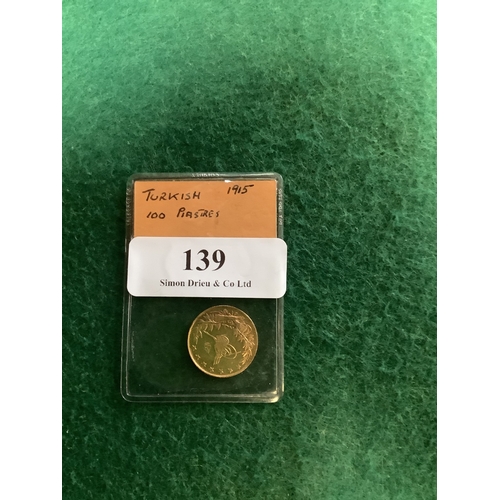 TURKISH 1915
100 PIASTRES
139
Simon Drieu & Co Ltd